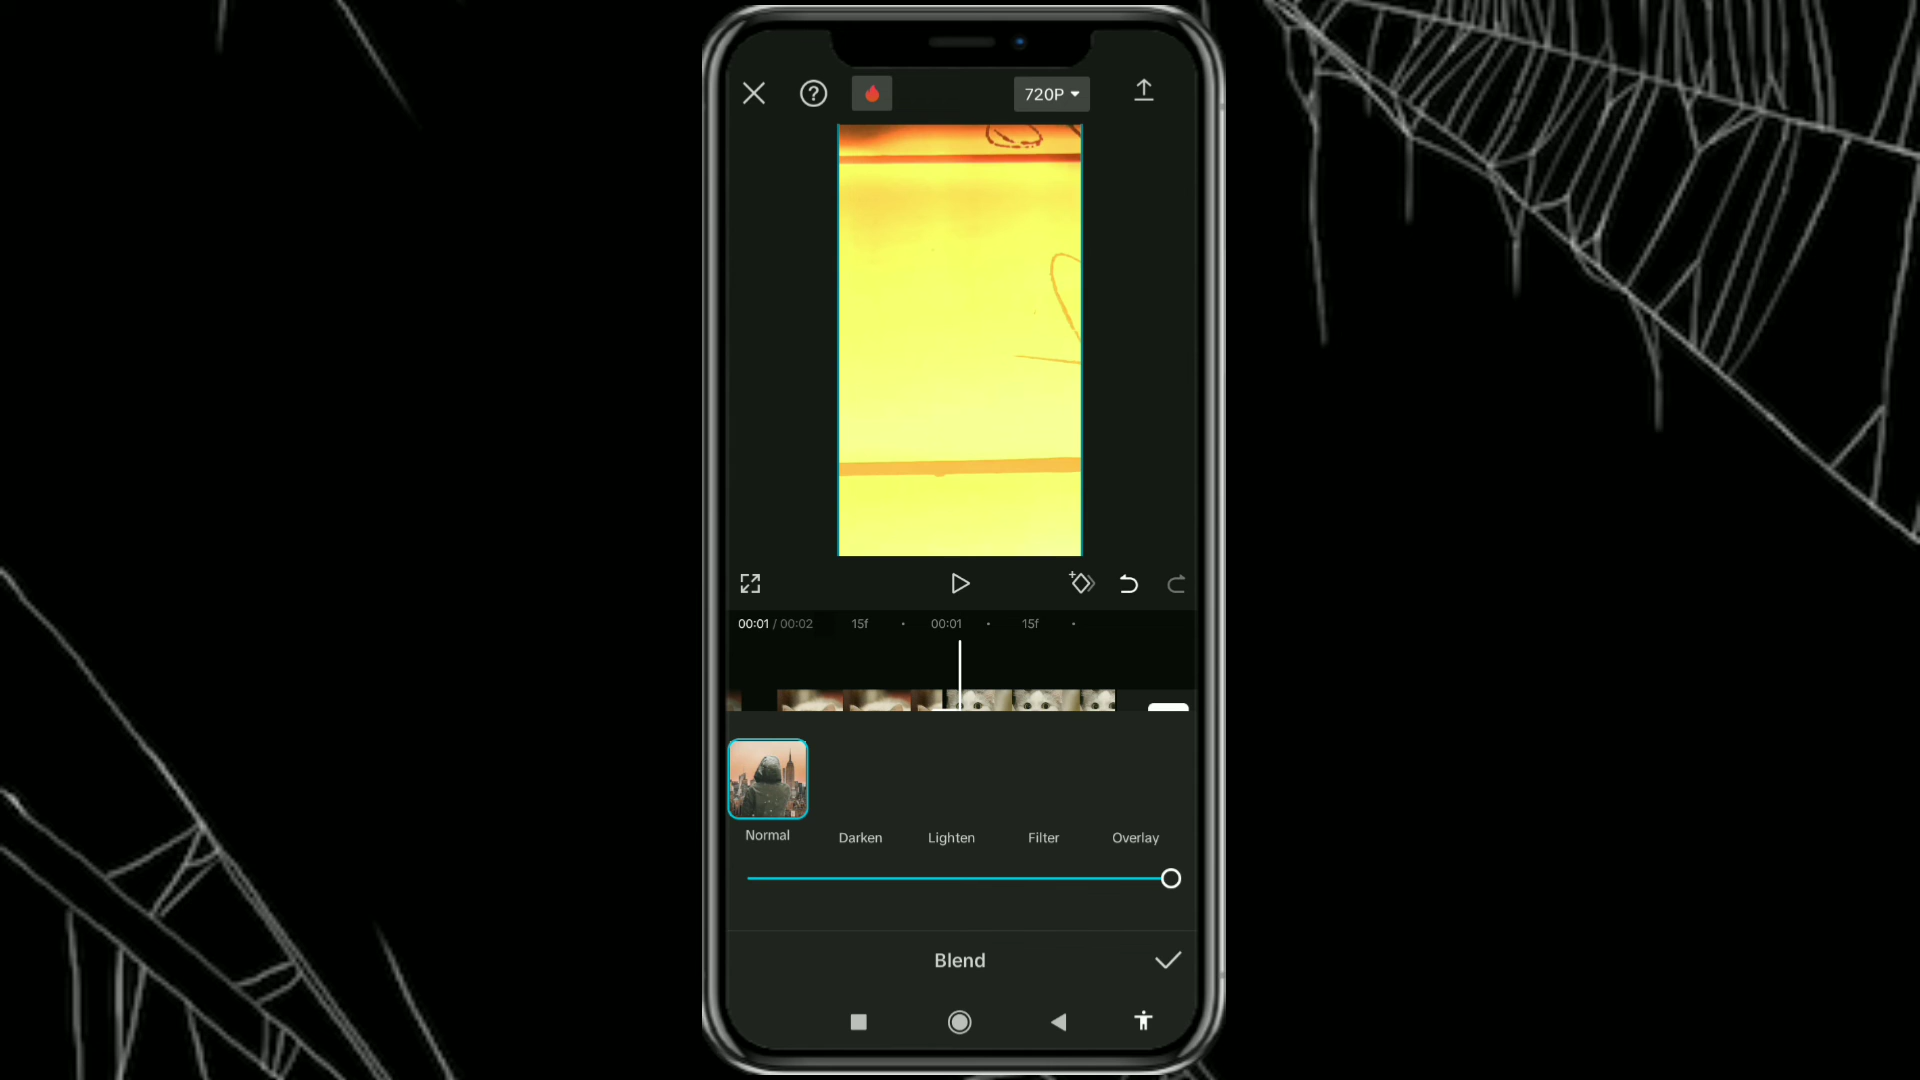 720P
00:01 / 00:02 15f 00:01 15f
Normal Darken Lighten Filter Overlay
Blend